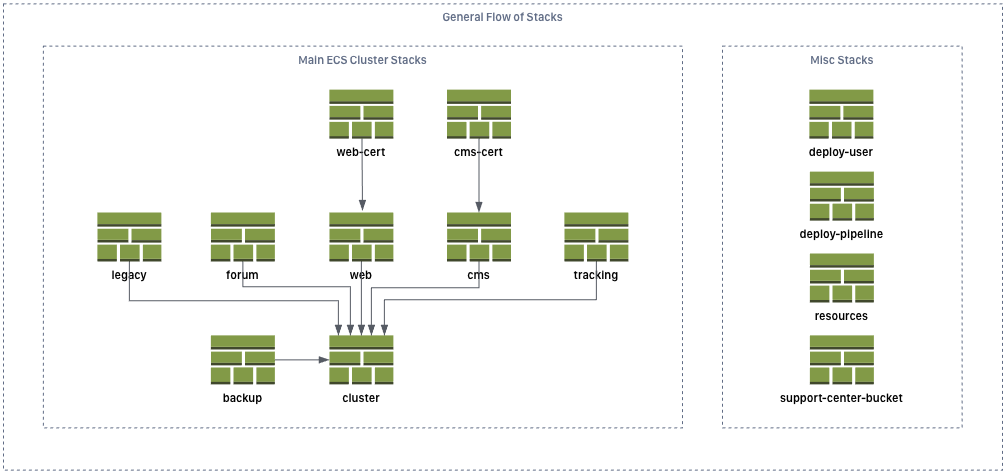 General Flow of Stacks
Main ECS Cluster Stacks
Misc Stacks
web-cert
cms-cert
deploy-user
deploy-pipeline
legacy
forum
web
cms
tracking
resources
backup
cluster
support-center-bucket